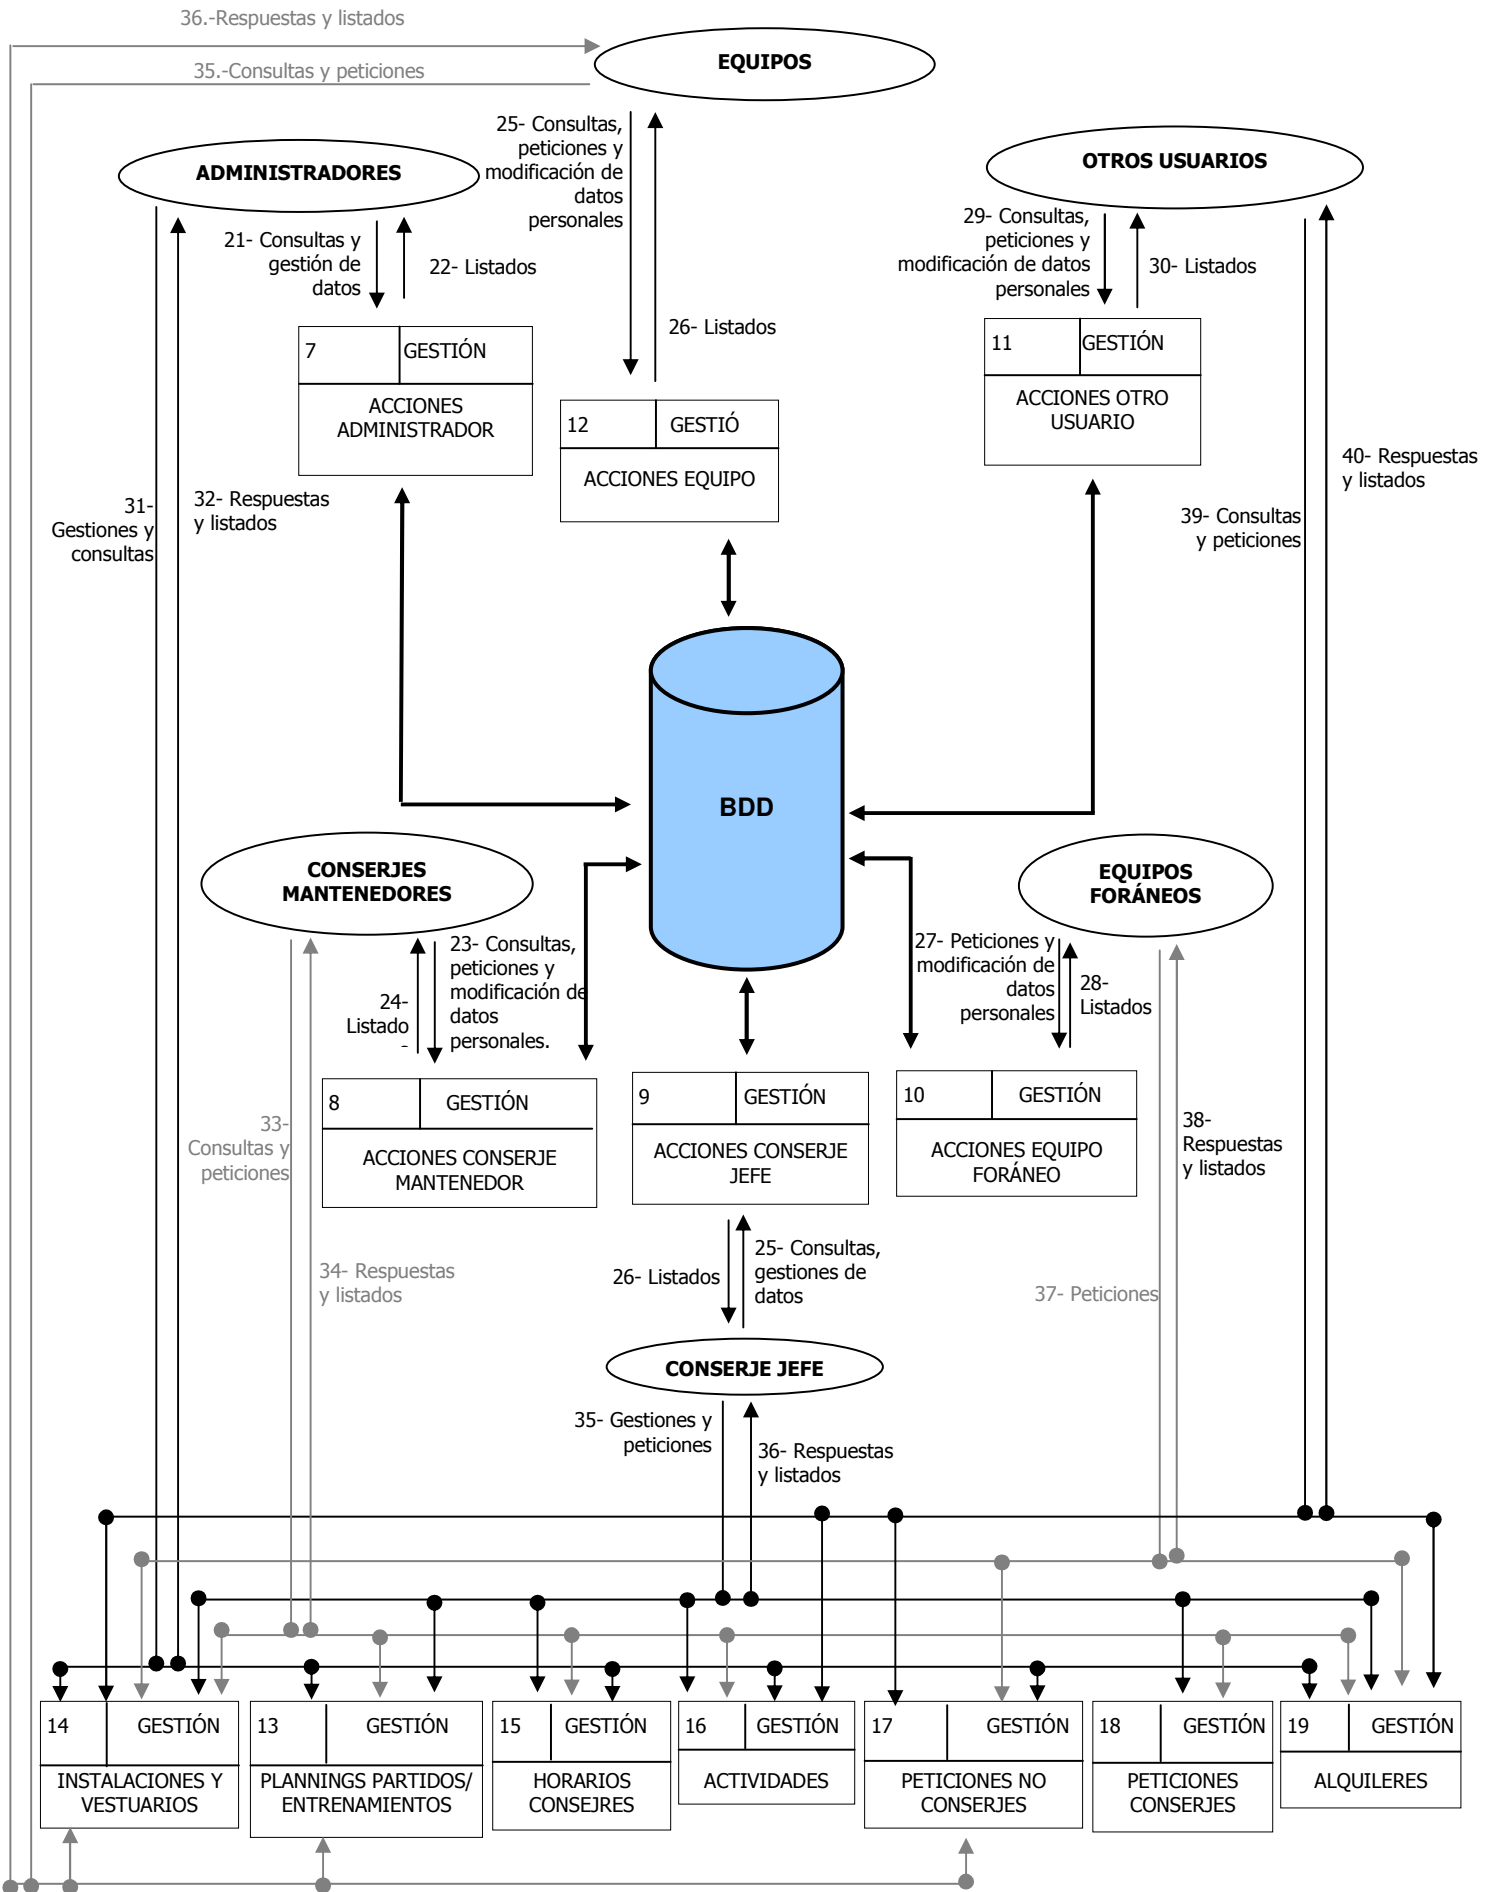 36.-Respuestas y listados
35.-Consultas y peticiones
EQUIPOS
25- Consultas,
peticiones y
modificación de
datos
personales
ADMINISTRADORES
OTROS USUARIOS
21- Consultas y
gestión de
datos
22- Listados
29- Consultas,
peticiones y
modificación de datos
personales
30- Listados
26- Listados
7 GESTIÓN
ACCIONES
ADMINISTRADOR
12 GESTIÓ
ACCIONES EQUIPO
11 GESTIÓN
ACCIONES OTRO
USUARIO
31-
Gestiones y
consultas
32- Respuestas
y listados
39- Consultas
y peticiones
40- Respuestas
y listados
BDD
CONSERJES
MANTENEDORES
EQUIPOS
FORÁNEOS
24-
Listado
23- Consultas,
peticiones y
modificación de
datos
personales.
27- Peticiones y
modificación de
datos
personales
28-
Listados
8 GESTIÓN
ACCIONES CONSERJE
MANTENEDOR
9 GESTIÓN
ACCIONES CONSERJE
JEFE
10 GESTIÓN
ACCIONES EQUIPO
FORÁNEO
33-
Consultas y
peticiones
38-
Respuestas
y listados
34- Respuestas
y listados
26- Listados
25- Consultas,
gestiones de
datos
37- Peticiones
CONSERJE JEFE
35- Gestiones y
peticiones
36- Respuestas
y listados
14 GESTIÓN
INSTALACIONES Y
VESTUARIOS
13 GESTIÓN
PLANNINGS PARTIDOS/
ENTRENAMIENTOS
15 GESTIÓN
HORARIOS
CONSEJRES
16 GESTIÓN
ACTIVIDADES
17 GESTIÓN
PETICIONES NO
CONSERJES
18 GESTIÓN
PETICIONES
CONSERJES
19 GESTIÓN
ALQUILERES